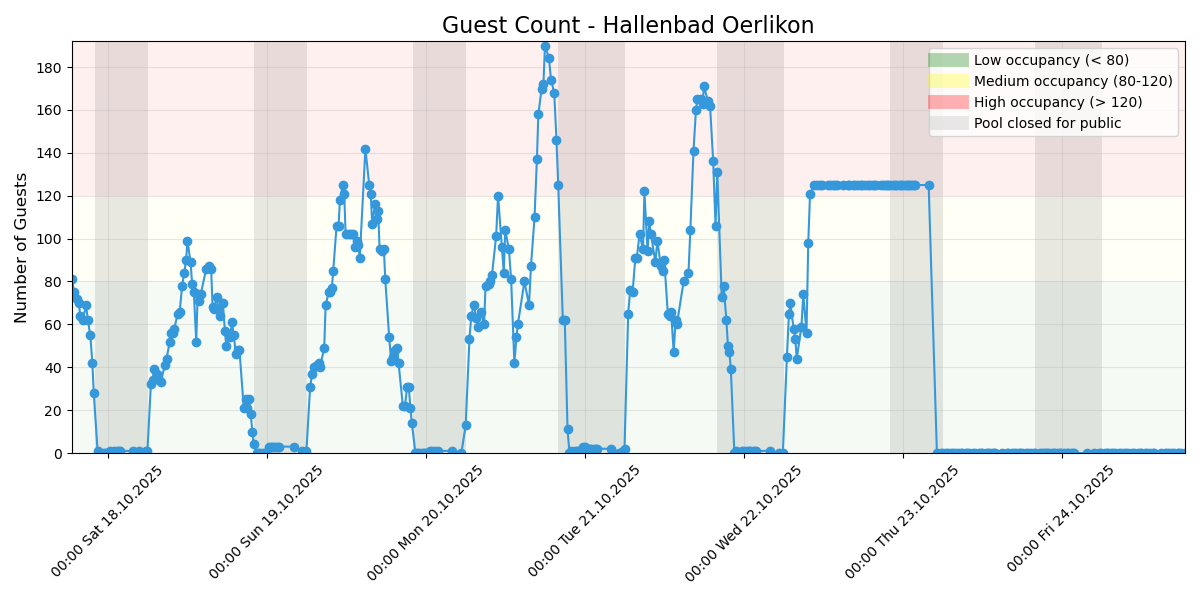 Guest Count - Hallenbad Oerlikon
Low occupancy (< 80)
Medium occupancy (80-120)
High occupancy (> 120)
Pool closed for public
Number of Guests
180
160
140
120
100
80
60
40
20
0
00:00 Sat 18.10.2025
00:00 Sun 19.10.2025
00:00 Mon 20.10.2025
00:00 Tue 21.10.2025
00:00 Wed 22.10.2025
00:00 Thu 23.10.2025
00:00 Fri 24.10.2025